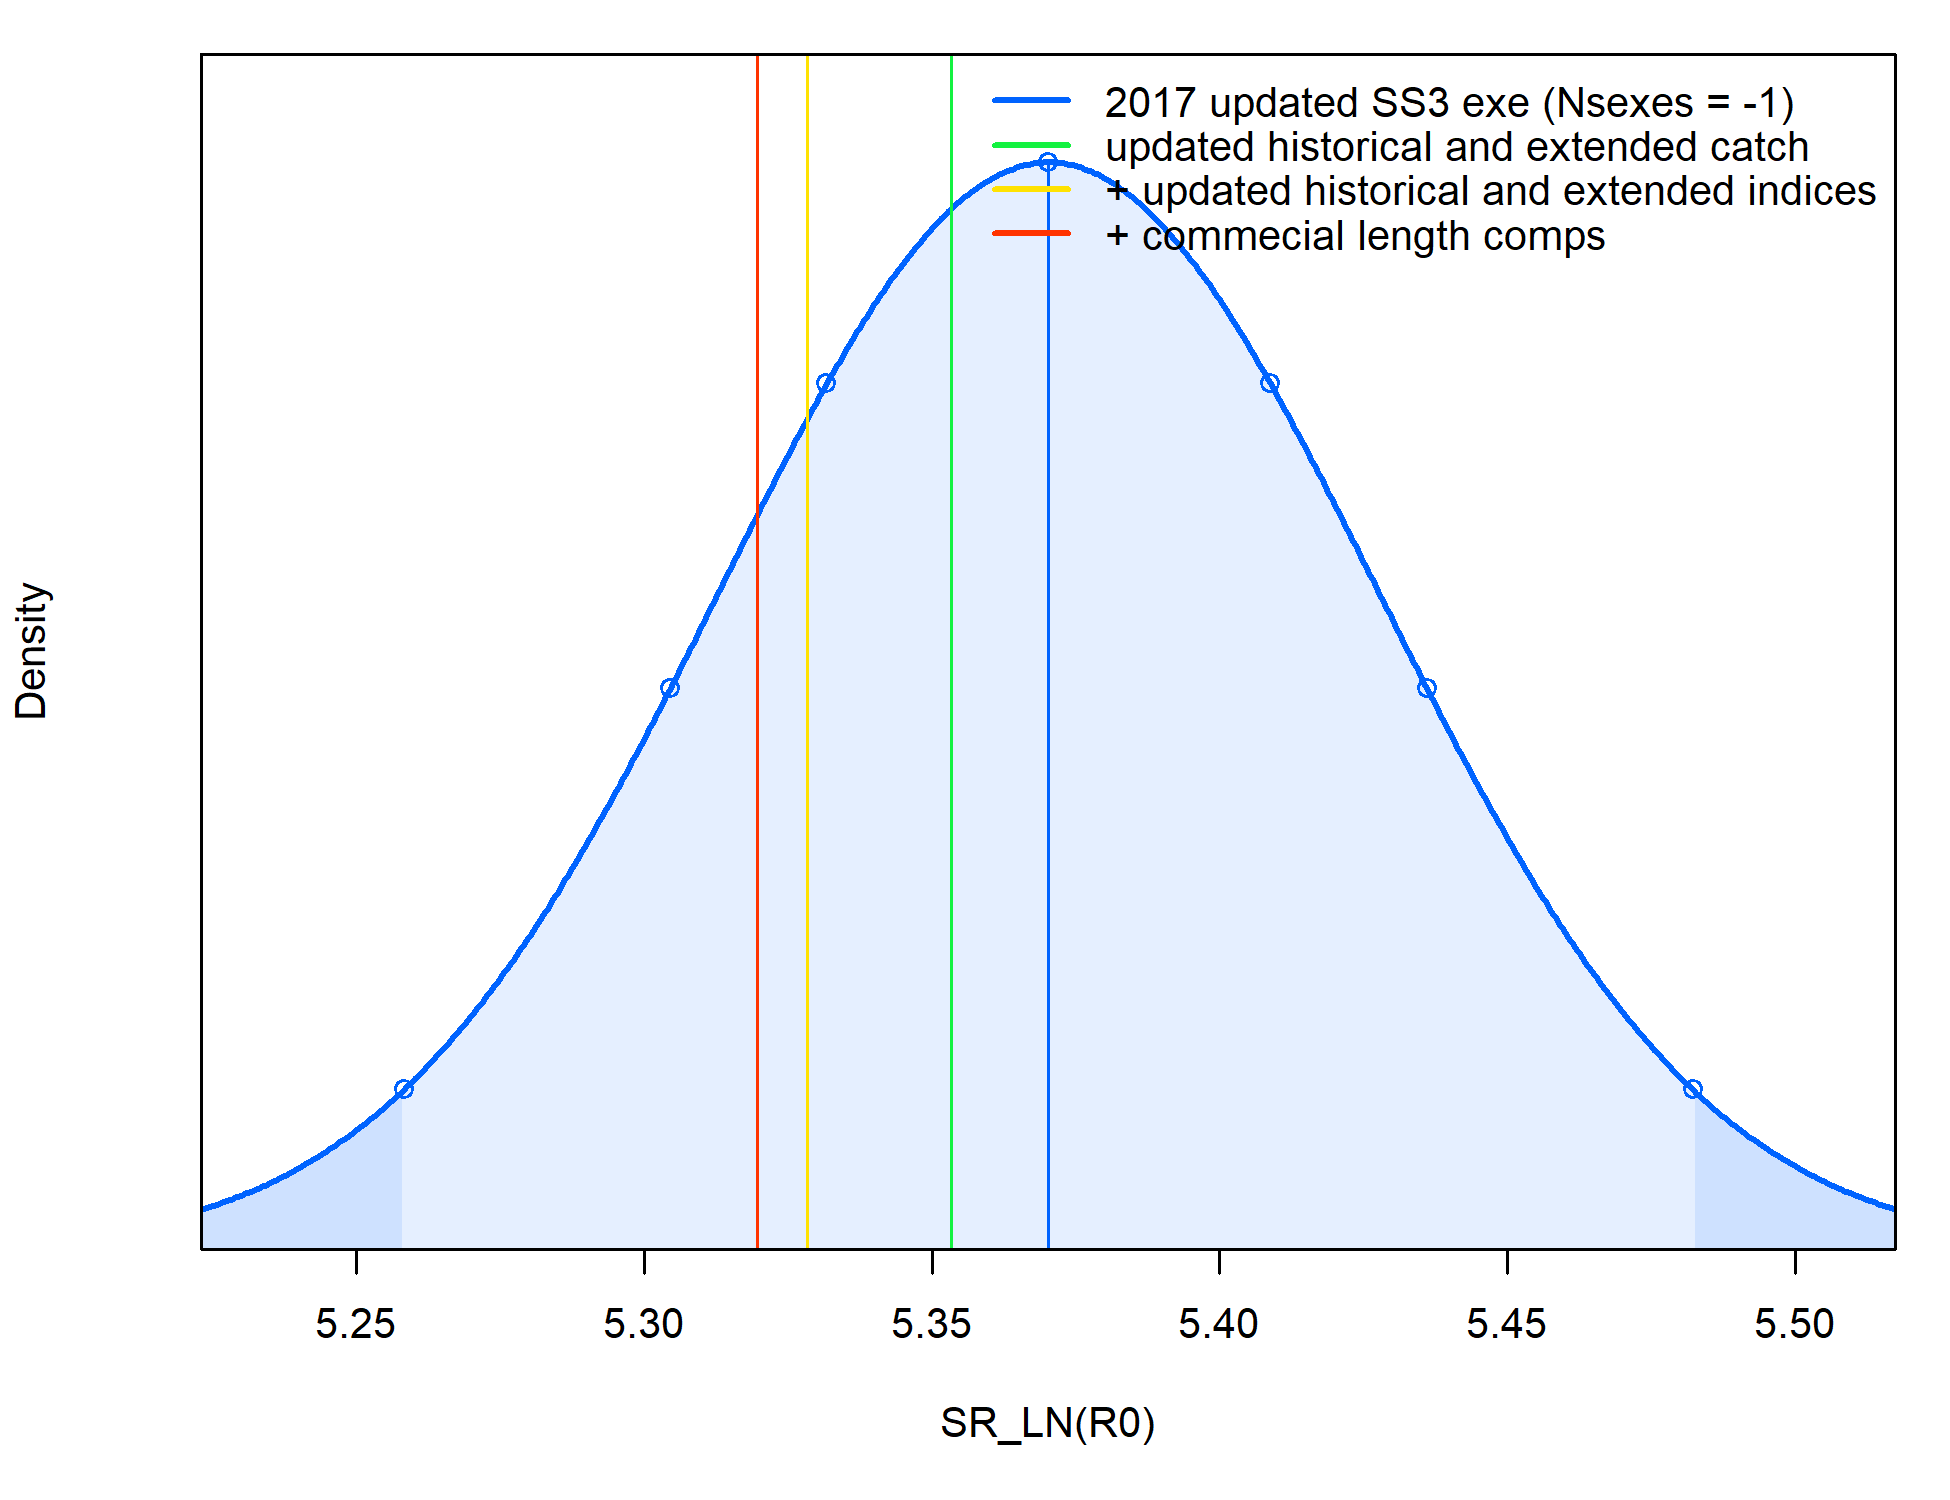 2017 updated SS3 exe (Nsexes = -1)
updated historical and extended catch
+ updated historical and extended indices
+ commecial length comps
Density
5.25 5.30 5.35 5.40 5.45 5.50
SR_LN(R0)